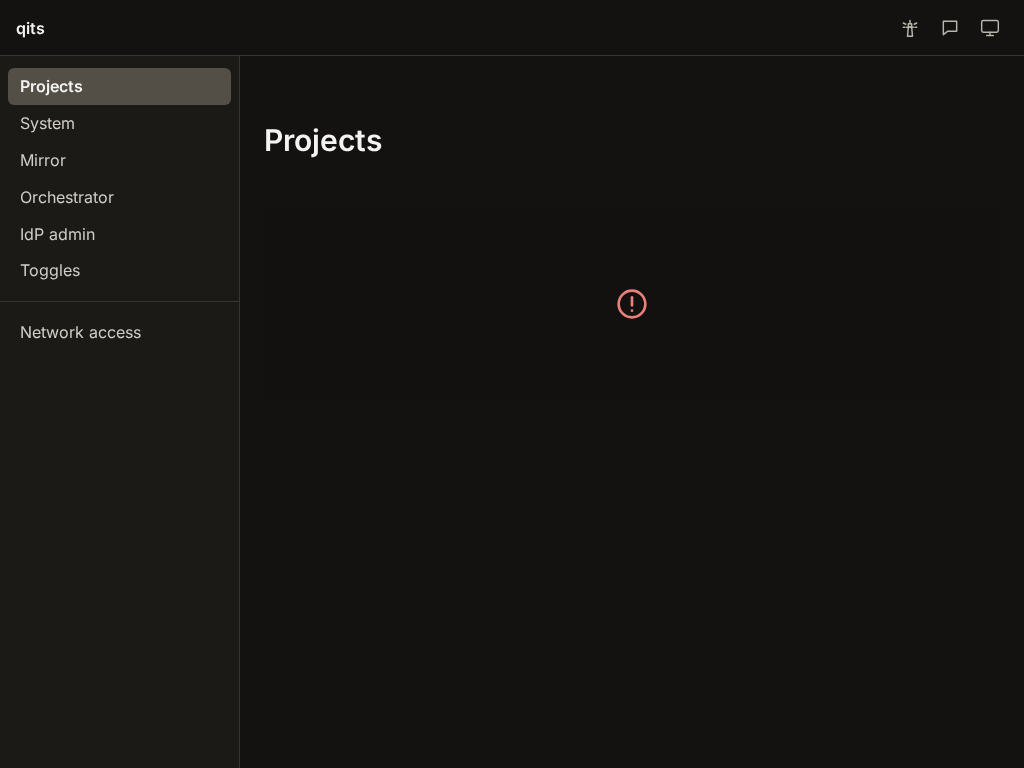 qits
Projects
System
Mirror
Orchestrator
IdP admin
Toggles
Network access
Projects